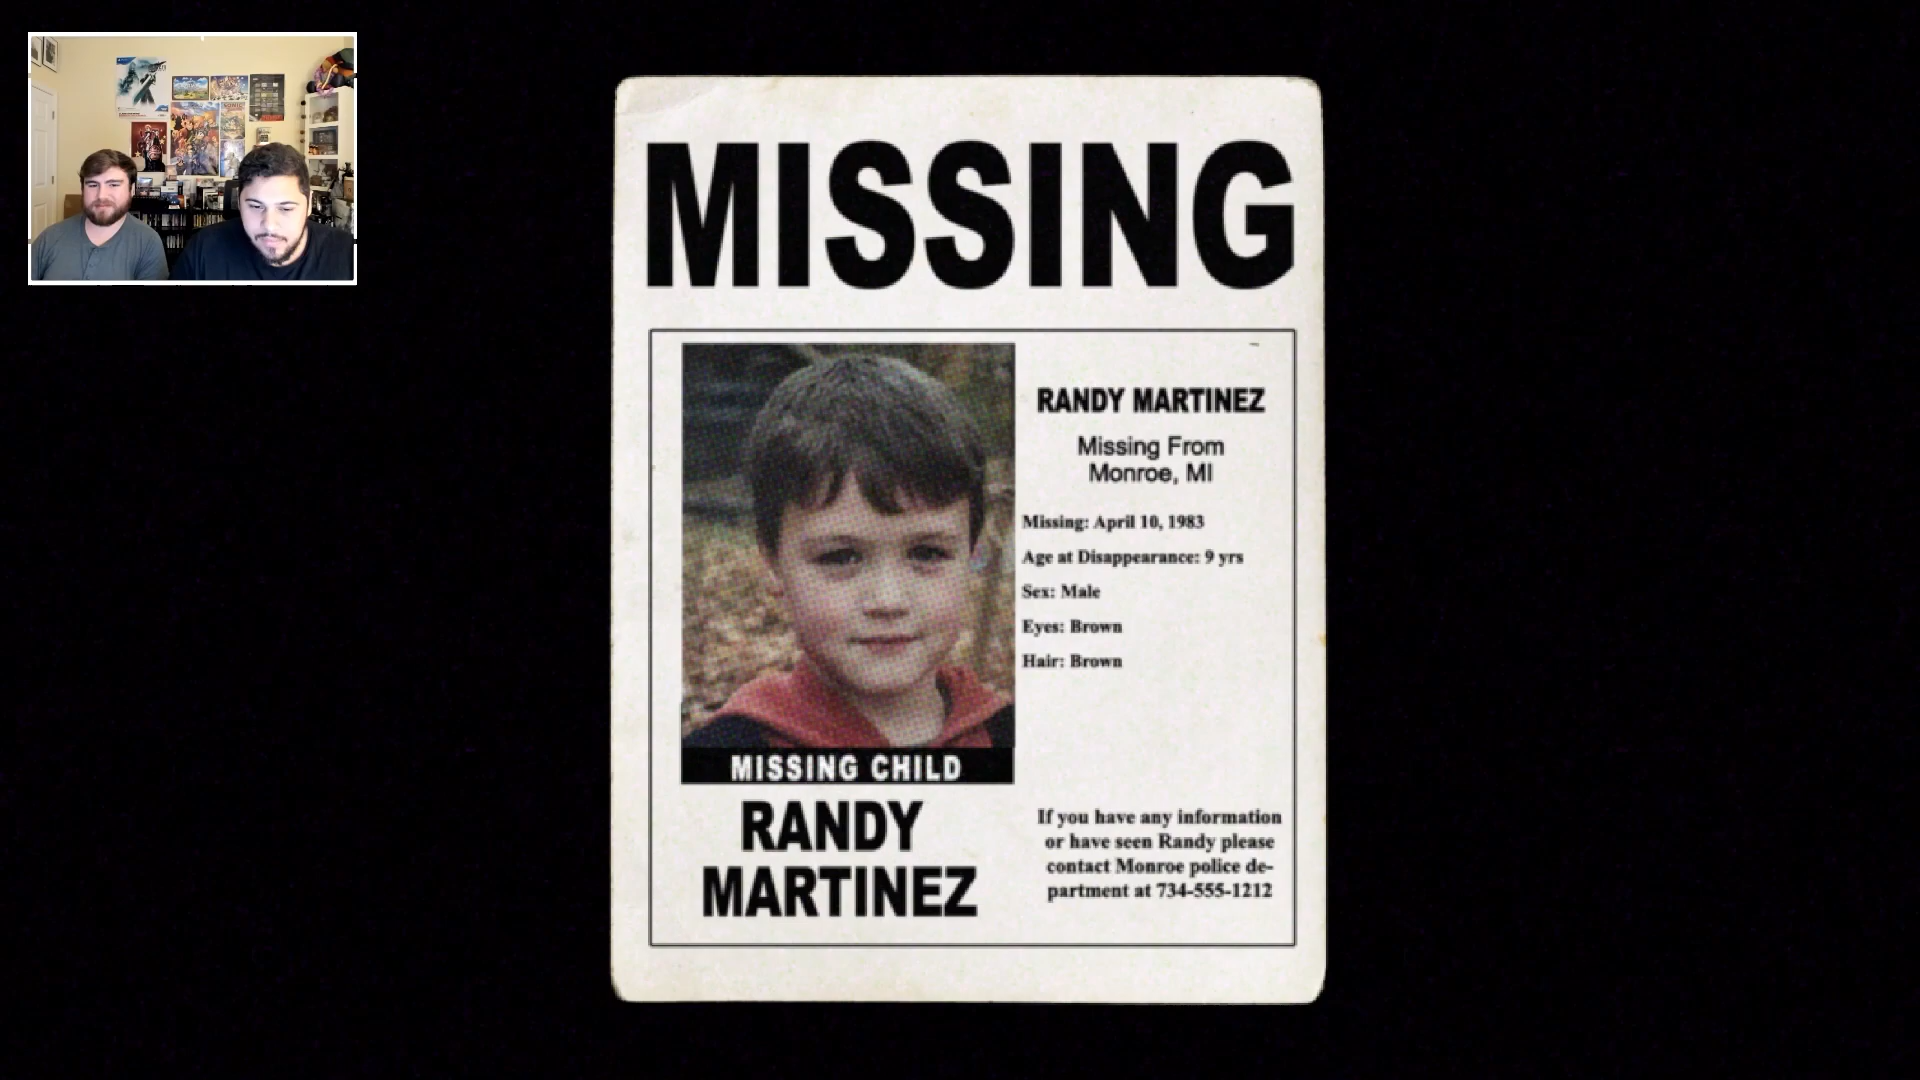 MISSING
RANDY MARTINEZ
Missing From
Monroe, MI
Missing: April 10, 1983
Age at Disappearance: 9 yrs
Sex: Male
Eyes: Brown
Hair: Brown
MISSING CHILD
RANDY
MARTINEZ
If you have any information
or have seen Randy please
contact Monroe police de-
partment at 734-555-1212